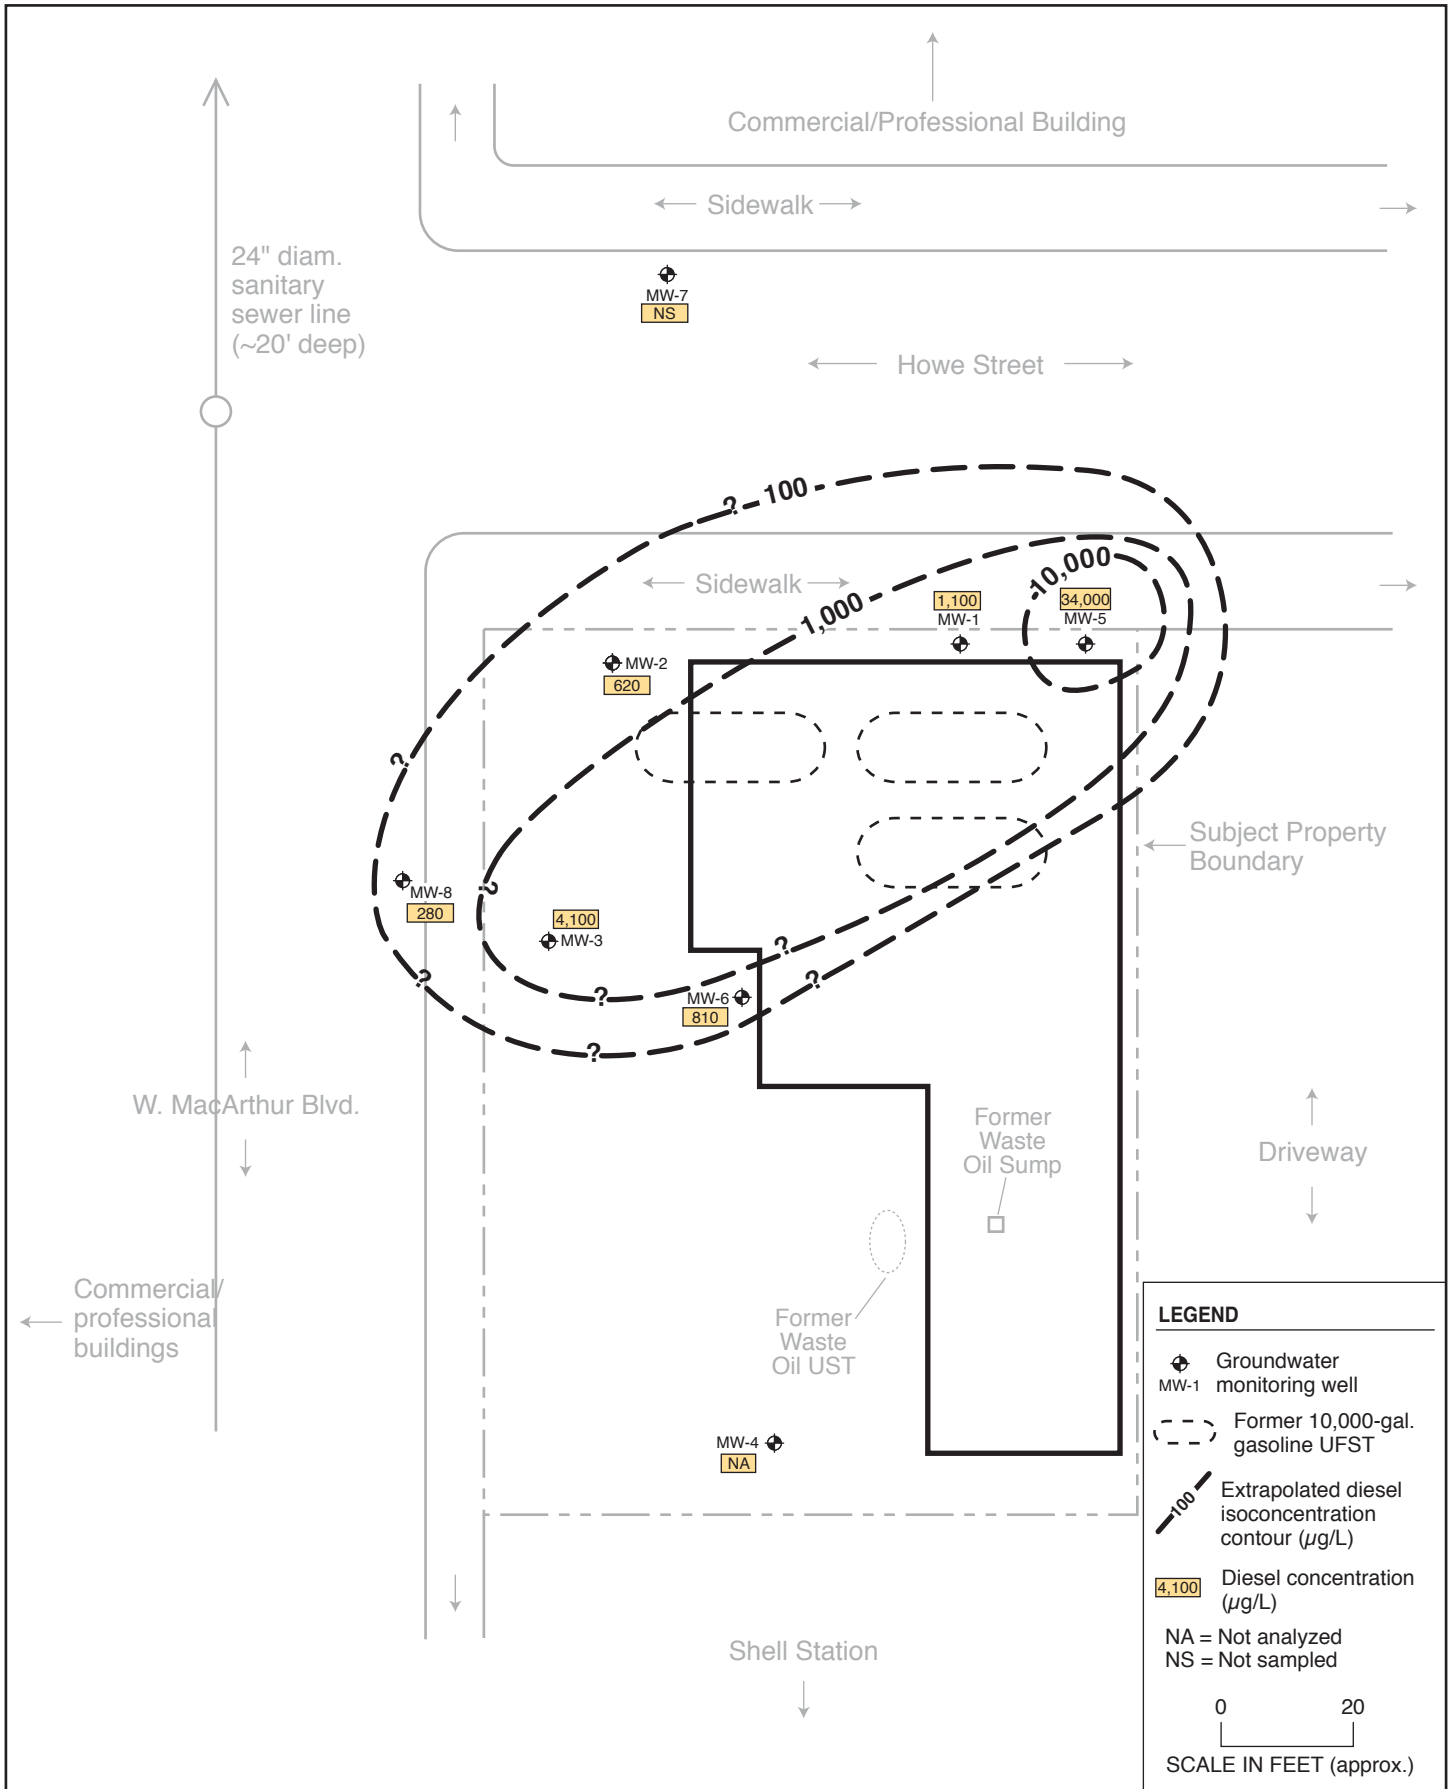 Commercial/Professional Building
Sidewalk
24" diam.
sanitary
sewer line
(~20' deep)
MW-7
NS
Howe Street
? 100
10,000
Sidewalk
1,000
1,100
MW-1
34,000
MW-5
MW-2
620
?
Subject Property
Boundary
?
MW-8
280
4,100
MW-3
?
?
?
MW-6
810
?
?
W. MacArthur Blvd.
Former
Waste
Oil Sump
Driveway
Commercial/
professional
buildings
Former
Waste
Oil UST
MW-4
NA
Shell Station
LEGEND
MW-1
Groundwater
monitoring well
Former 10,000-gal.
gasoline UFST
100
Extrapolated diesel
isoconcentration
contour (µg/L)
4,100
Diesel concentration
(µg/L)
NA = Not analyzed
NS = Not sampled
0 20
SCALE IN FEET (approx.)